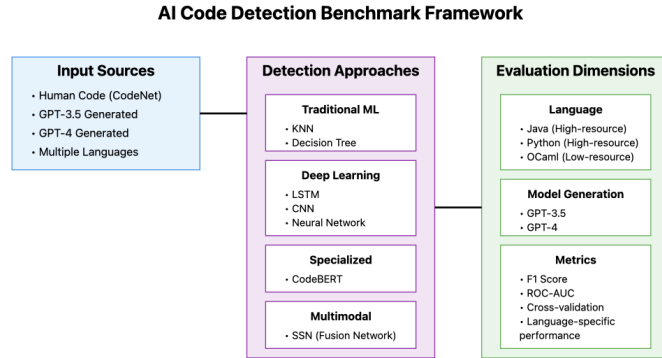 AI Code Detection Benchmark Framework
Input Sources
• Human Code (CodeNet)
• GPT-3.5 Generated
• GPT-4 Generated
• Multiple Languages
Detection Approaches
Traditional ML
• KNN
• Decision Tree
Deep Learning
• LSTM
• CNN
• Neural Network
Specialized
• CodeBERT
Multimodal
• SSN (Fusion Network)
Evaluation Dimensions
Language
• Java (High-resource)
• Python (High-resource)
• OCaml (Low-resource)
Model Generation
• GPT-3.5
• GPT-4
Metrics
• F1 Score
• ROC-AUC
• Cross-validation
• Language-specific
performance